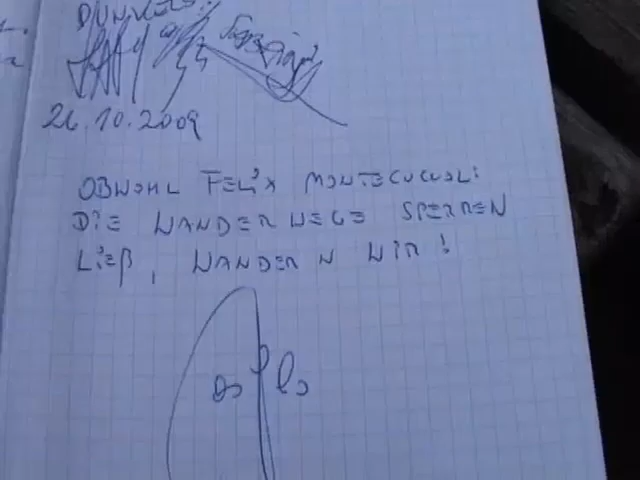 26.10.2009
OBWOHL FELIX MONTECUCCOLI
DIE WANDERWEGE SPERREN
LIEß, WANDERN WIR!